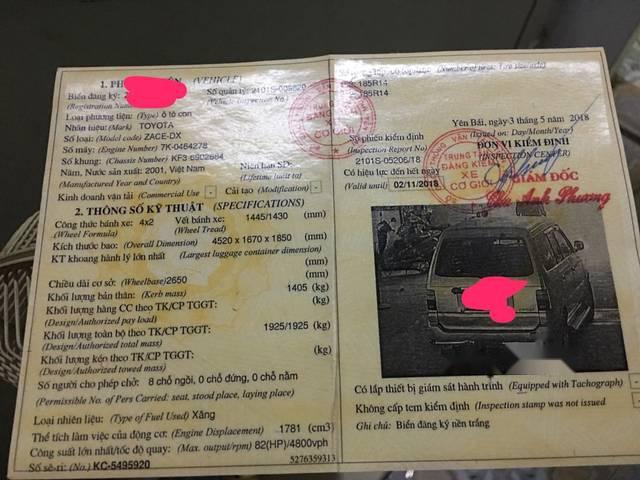 1. PH (VEHICLE)
Biển đăng ký:
(Registration Number)
Số quản lý: 2101S-009820
(Vehicle Inspection No)
Loại phương tiện: (Type) ô tô con
Nhãn hiệu: (Mark) TOYOTA
Số loại: (Model code) ZACE-DX
Số máy: (Engine Number) 7K-0464278
Số khung: (Chassis Number) KF3-6902664
Năm, Nước sản xuất: 2001, Việt Nam
(Manufactured Year and Country)
Niên hạn SD:
(Lifetime limit to)
Kinh doanh vận tải (Commercial Use) - Cải tạo (Modification) -
2. THÔNG SỐ KỸ THUẬT (SPECIFICATIONS)
Công thức bánh xe: 4x2 Vết bánh xe: 1445/1430 (mm)
(Wheel Formula) (Wheel Tread)
Kích thước bao: (Overall Dimension) 4520 x 1670 x 1850 (mm)
KT khoang hành lý lớn nhất (Largest luggage container dimension)
(mm)
Chiều dài cơ sở: (Wheelbase) 2650 (mm)
Khối lượng bản thân: (Kerb mass) 1405 (kg)
Khối lượng hàng CC theo TK/CP TGGT: (kg)
(Design/Authorized pay load)
Khối lượng toàn bộ theo TK/CP TGGT: 1925/1925 (kg)
(Design/Authorized total mass)
Khối lượng kéo theo TK/CP TGGT: (kg)
(Design/Authorized towed mass)
Số người cho phép chở: 8 chỗ ngồi, 0 chỗ đứng, 0 chỗ nằm
(Permissible No. of Pers Carried: seat, stood place, laying place)
Loại nhiên liệu: (Type of Fuel Used) Xăng
Thể tích làm việc của động cơ: (Engine Displacement) 1781 (cm3)
Công suất lớn nhất/tốc độ quay: (Max. output/rpm) 82(HP)/4800vph
Số sê-ri: (No.) KC-5495920 5276359313
185R14
185R14
Yên Bái, ngày 3 tháng 5 năm 2018
(Issued on: Day/Month/Year)
Số phiếu kiểm định
(Inspection Report No)
2101S-05206/18
ĐƠN VỊ KIỂM ĐỊNH
(INSPECTION CENTER)
Có hiệu lực đến hết ngày
(Valid until) 02/11/2018
TRUNG TÂM
ĐĂNG KIỂM
XE
CƠ GIỚI
GIÁM ĐỐC
Chu Anh Phương
Có lắp thiết bị giám sát hành trình (Equipped with Tachograph)
Không cấp tem kiểm định (Inspection stamp was not issued
Ghi chú: Biển đăng ký nền trắng